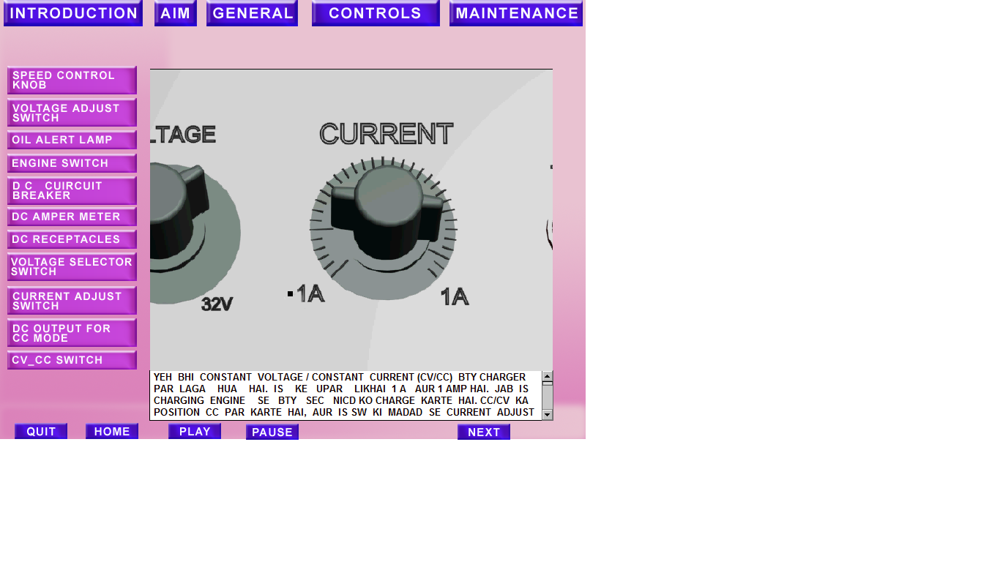 INTRODUCTION AIM GENERAL CONTROLS MAINTENANCE
SPEED CONTROL
KNOB
VOLTAGE ADJUST
SWITCH
OIL ALERT LAMP
ENGINE SWITCH
D C CUIRCUIT
BREAKER
DC AMPER METER
DC RECEPTACLES
VOLTAGE SELECTOR
SWITCH
CURRENT ADJUST
SWITCH
DC OUTPUT FOR
CC MODE
CV_CC SWITCH
LTAGE
32V
CURRENT
.1A
1A
YEH BHI CONSTANT VOLTAGE / CONSTANT CURRENT (CV/CC) BTY CHARGER
PAR LAGA HUA HAI. IS KE UPAR LIKHAI 1 A AUR 1 AMP HAI. JAB IS
CHARGING ENGINE SE BTY SEC NICD KO CHARGE KARTE HAI. CC/CV KA
POSITION CC PAR KARTE HAI, AUR IS SW KI MADAD SE CURRENT ADJUST
QUIT HOME PLAY PAUSE NEXT